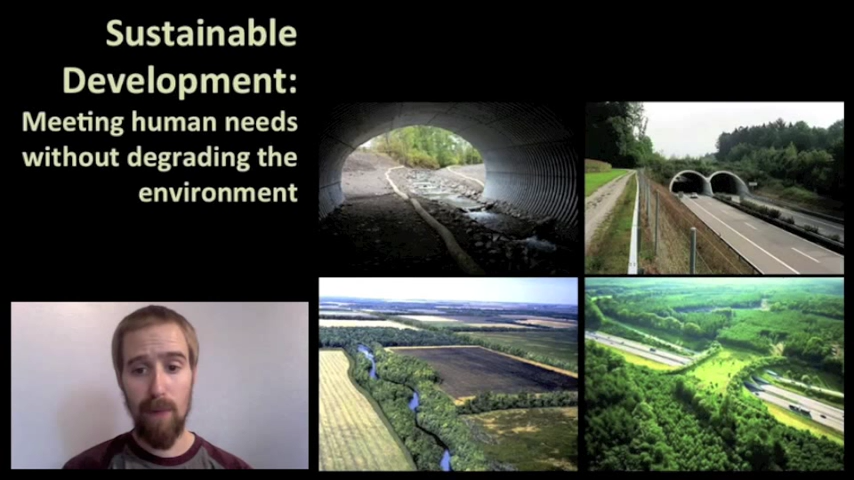 Sustainable
Development:
Meeting human needs
without degrading the
environment